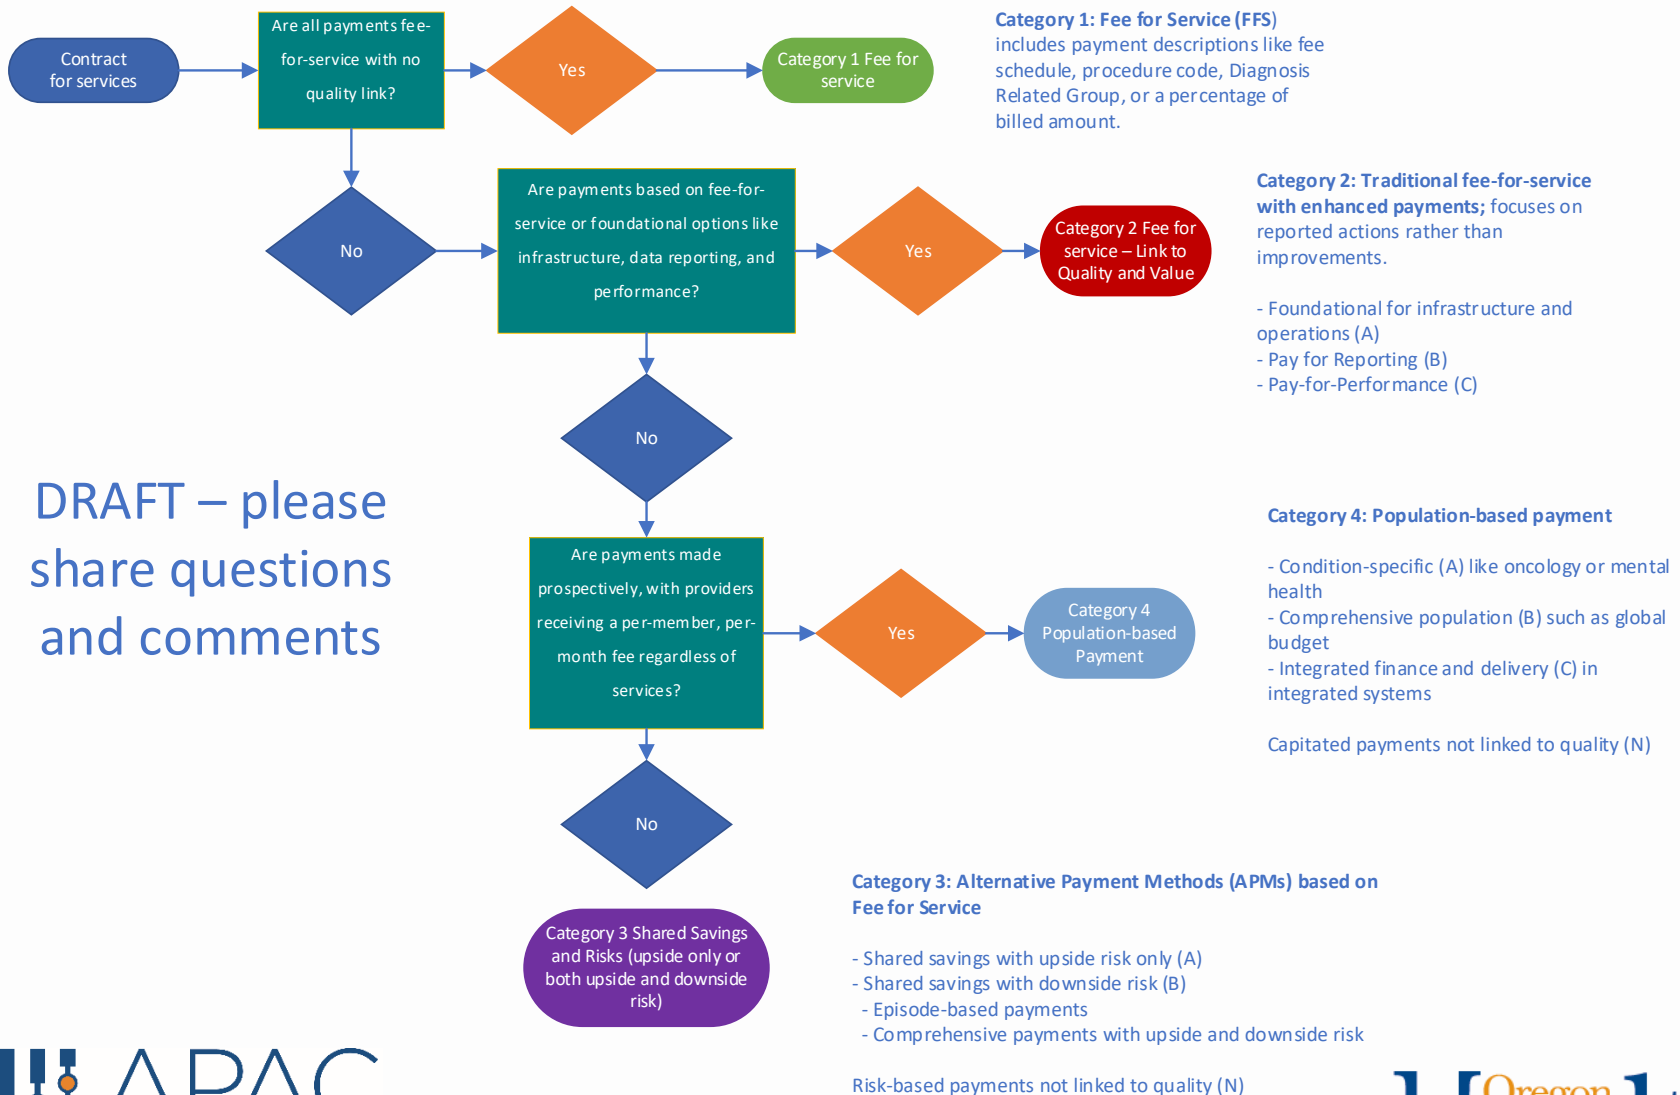 Contract
for services
Are all payments fee-
for-service with no
quality link?
Yes
Category 1 Fee for
service
Category 1: Fee for Service (FFS)
includes payment descriptions like fee
schedule, procedure code, Diagnosis
Related Group, or a percentage of
billed amount.
No
Are payments based on fee-for-
service or foundational options like
infrastructure, data reporting, and
performance?
Yes
Category 2 Fee for
service – Link to
Quality and Value
Category 2: Traditional fee-for-service
with enhanced payments; focuses on
reported actions rather than
improvements.
- Foundational for infrastructure and
operations (A)
- Pay for Reporting (B)
- Pay-for-Performance (C)
No
DRAFT – please
share questions
and comments
Are payments made
prospectively, with providers
receiving a per-member, per-
month fee regardless of
services?
Yes
Category 4
Population-based
Payment
Category 4: Population-based payment
- Condition-specific (A) like oncology or mental
health
- Comprehensive population (B) such as global
budget
- Integrated finance and delivery (C) in
integrated systems
Capitated payments not linked to quality (N)
No
Category 3 Shared Savings
and Risks (upside only or
both upside and downside
risk)
Category 3: Alternative Payment Methods (APMs) based on
Fee for Service
- Shared savings with upside risk only (A)
- Shared savings with downside risk (B)
- Episode-based payments
- Comprehensive payments with upside and downside risk
Risk-based payments not linked to quality (N)
APAC
Oregon